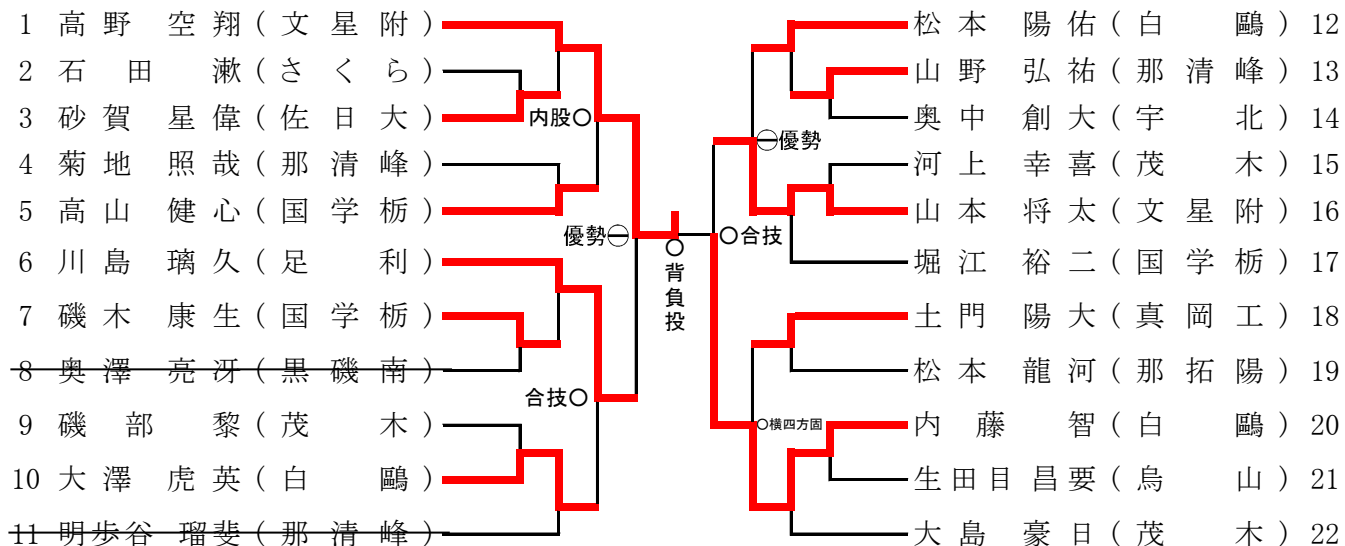 1 高野 空翔(文星附)
2 石田 漱(さくら)
3 砂賀 星偉(佐日大)
4 菊地 照哉(那清峰)
5 高山 健心(国学栃)
6 川島 璃久(足利)
7 磯木 康生(国学栃)
8 奥澤 亮冴(黒磯南)
9 磯部 黎(茂木)
10 大澤 虎英(白鷗)
11 明歩谷 瑠斐(那清峰)
内股○
優勢㊀
合技○
○背負投
○合技
㊀優勢
○横四方固
松本 陽佑(白鷗) 12
山野 弘祐(那清峰) 13
奥中 創大(宇北) 14
河上 幸喜(茂木) 15
山本 将太(文星附) 16
堀江 裕二(国学栃) 17
土門 陽大(真岡工) 18
松本 龍河(那拓陽) 19
内藤 智(白鷗) 20
生田目 昌要(烏山) 21
大島 豪日(茂木) 22